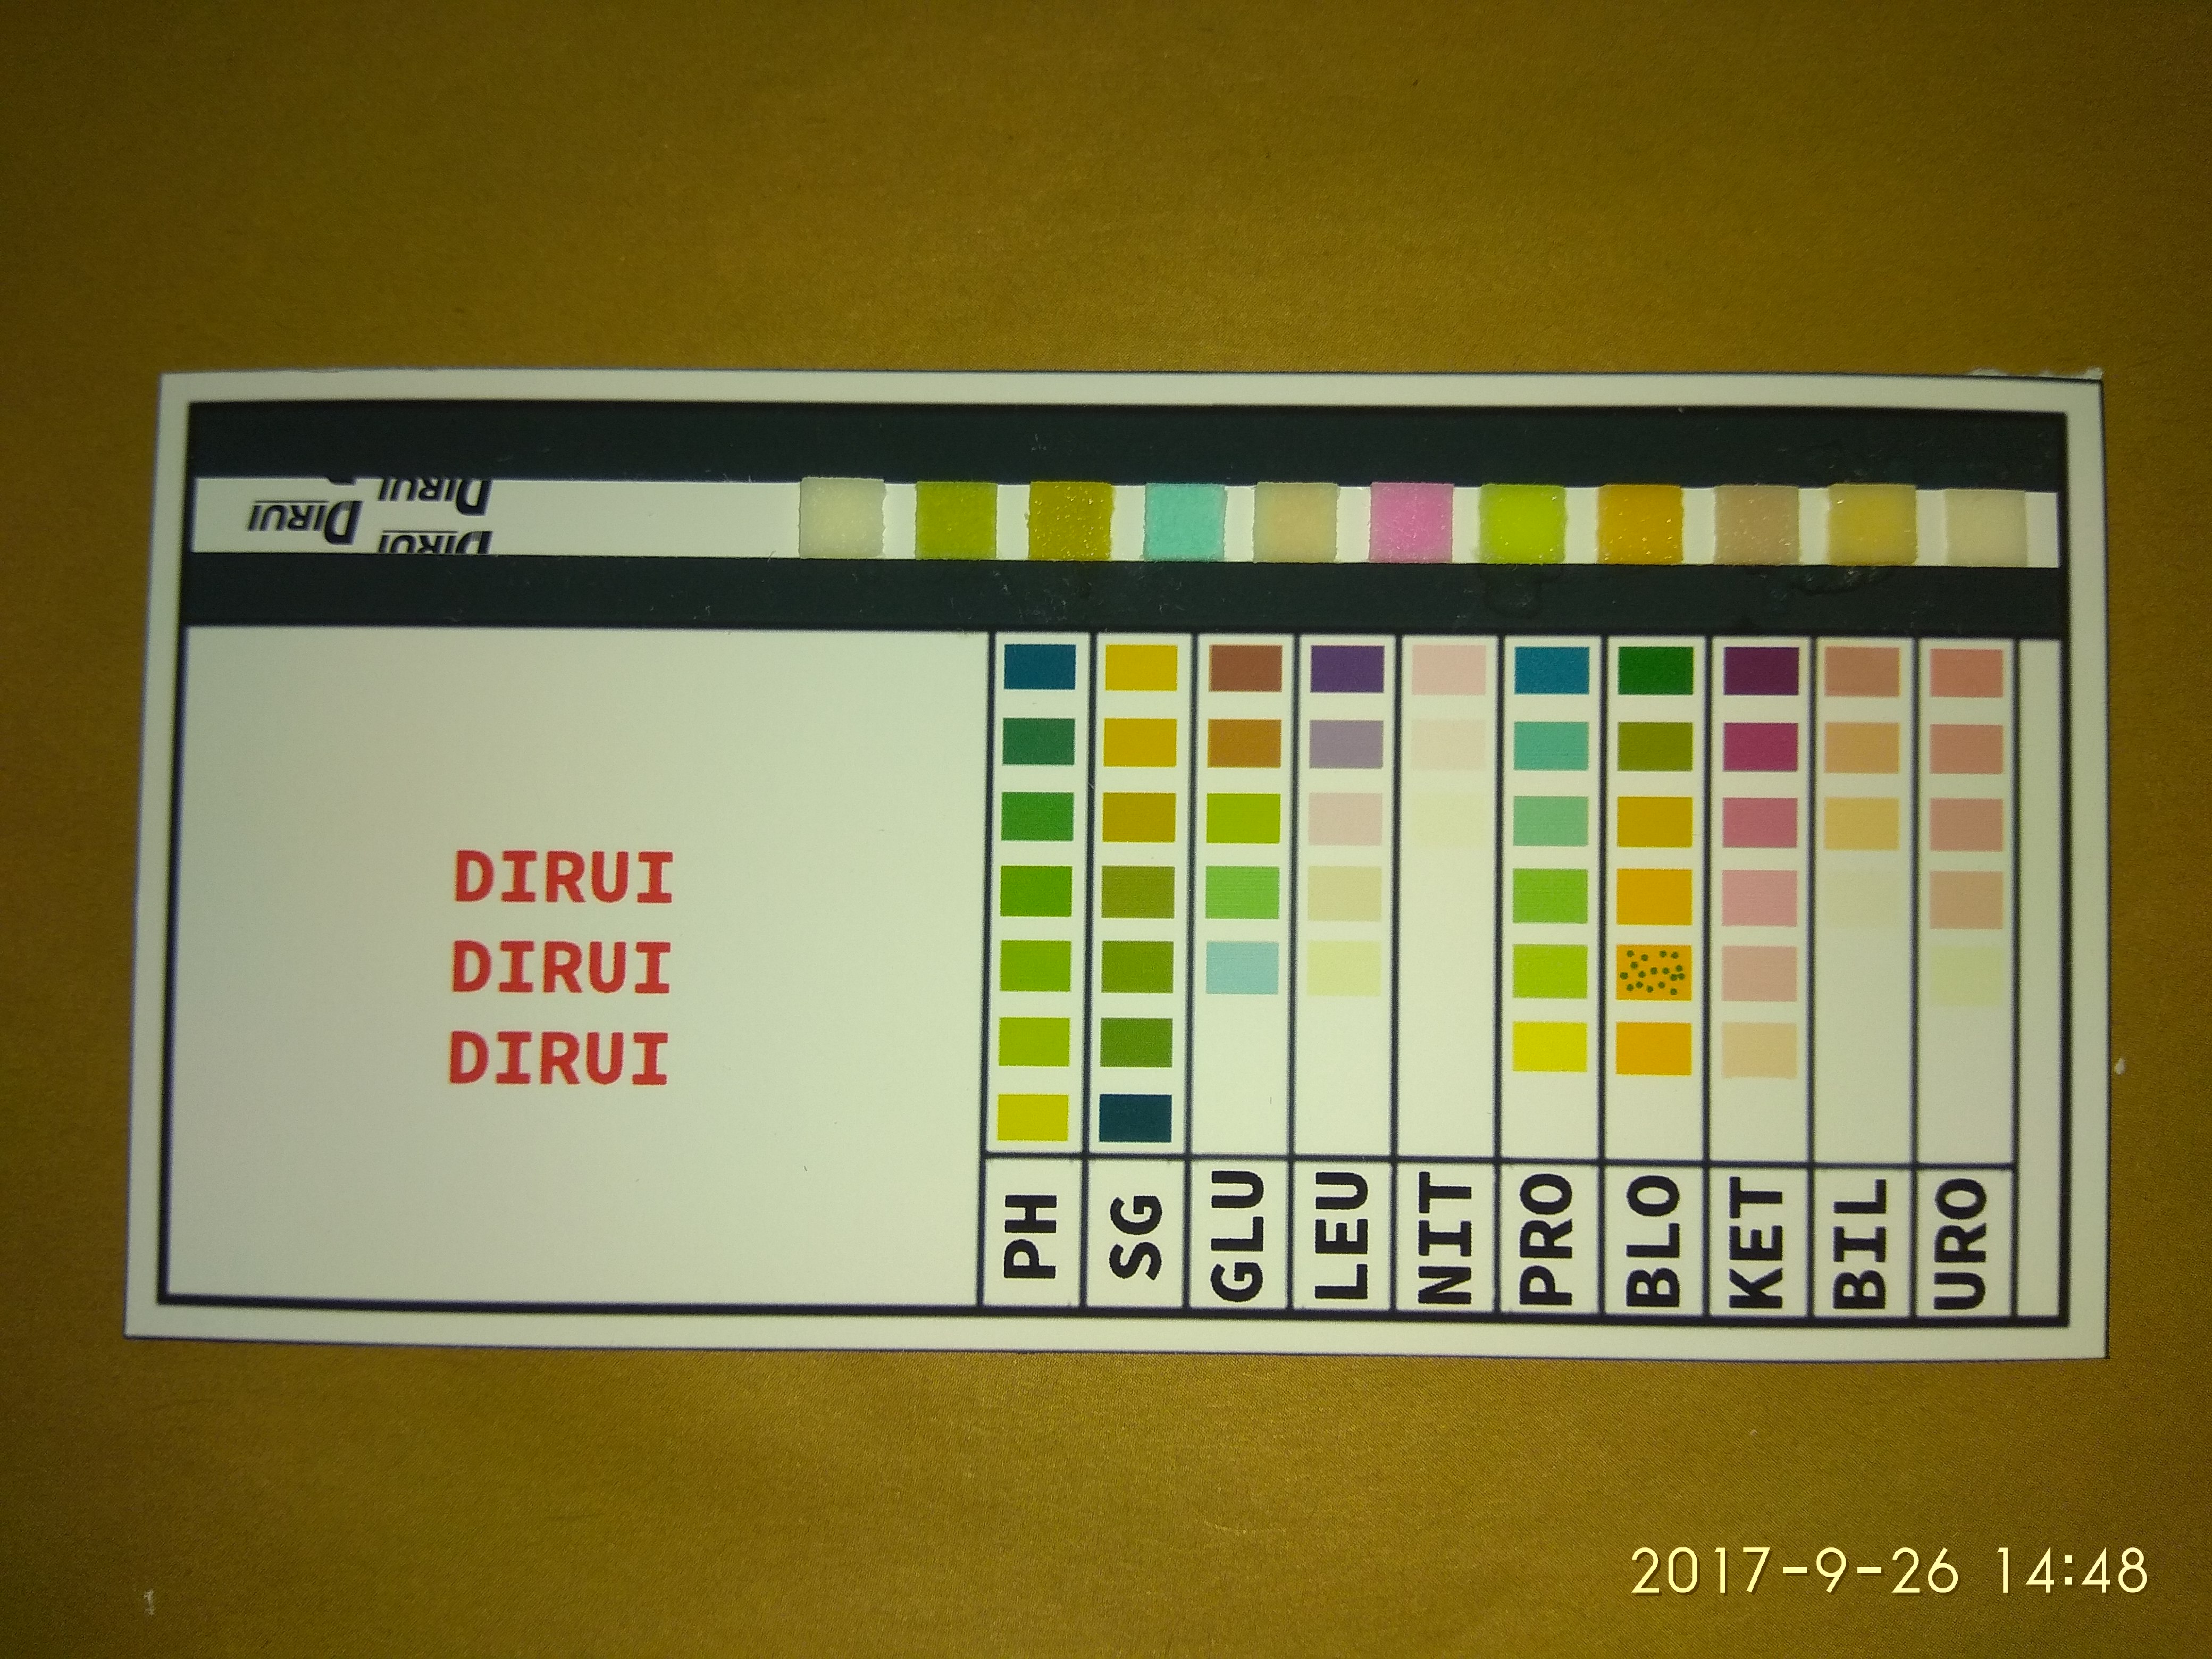 DIRUI
DIRUI
DIRUI
DIRUI
DIRUI
DIRUI
PH
SG
GLU
LEU
NIT
PRO
BLO
KET
BIL
URO
2017-9-26 14:48